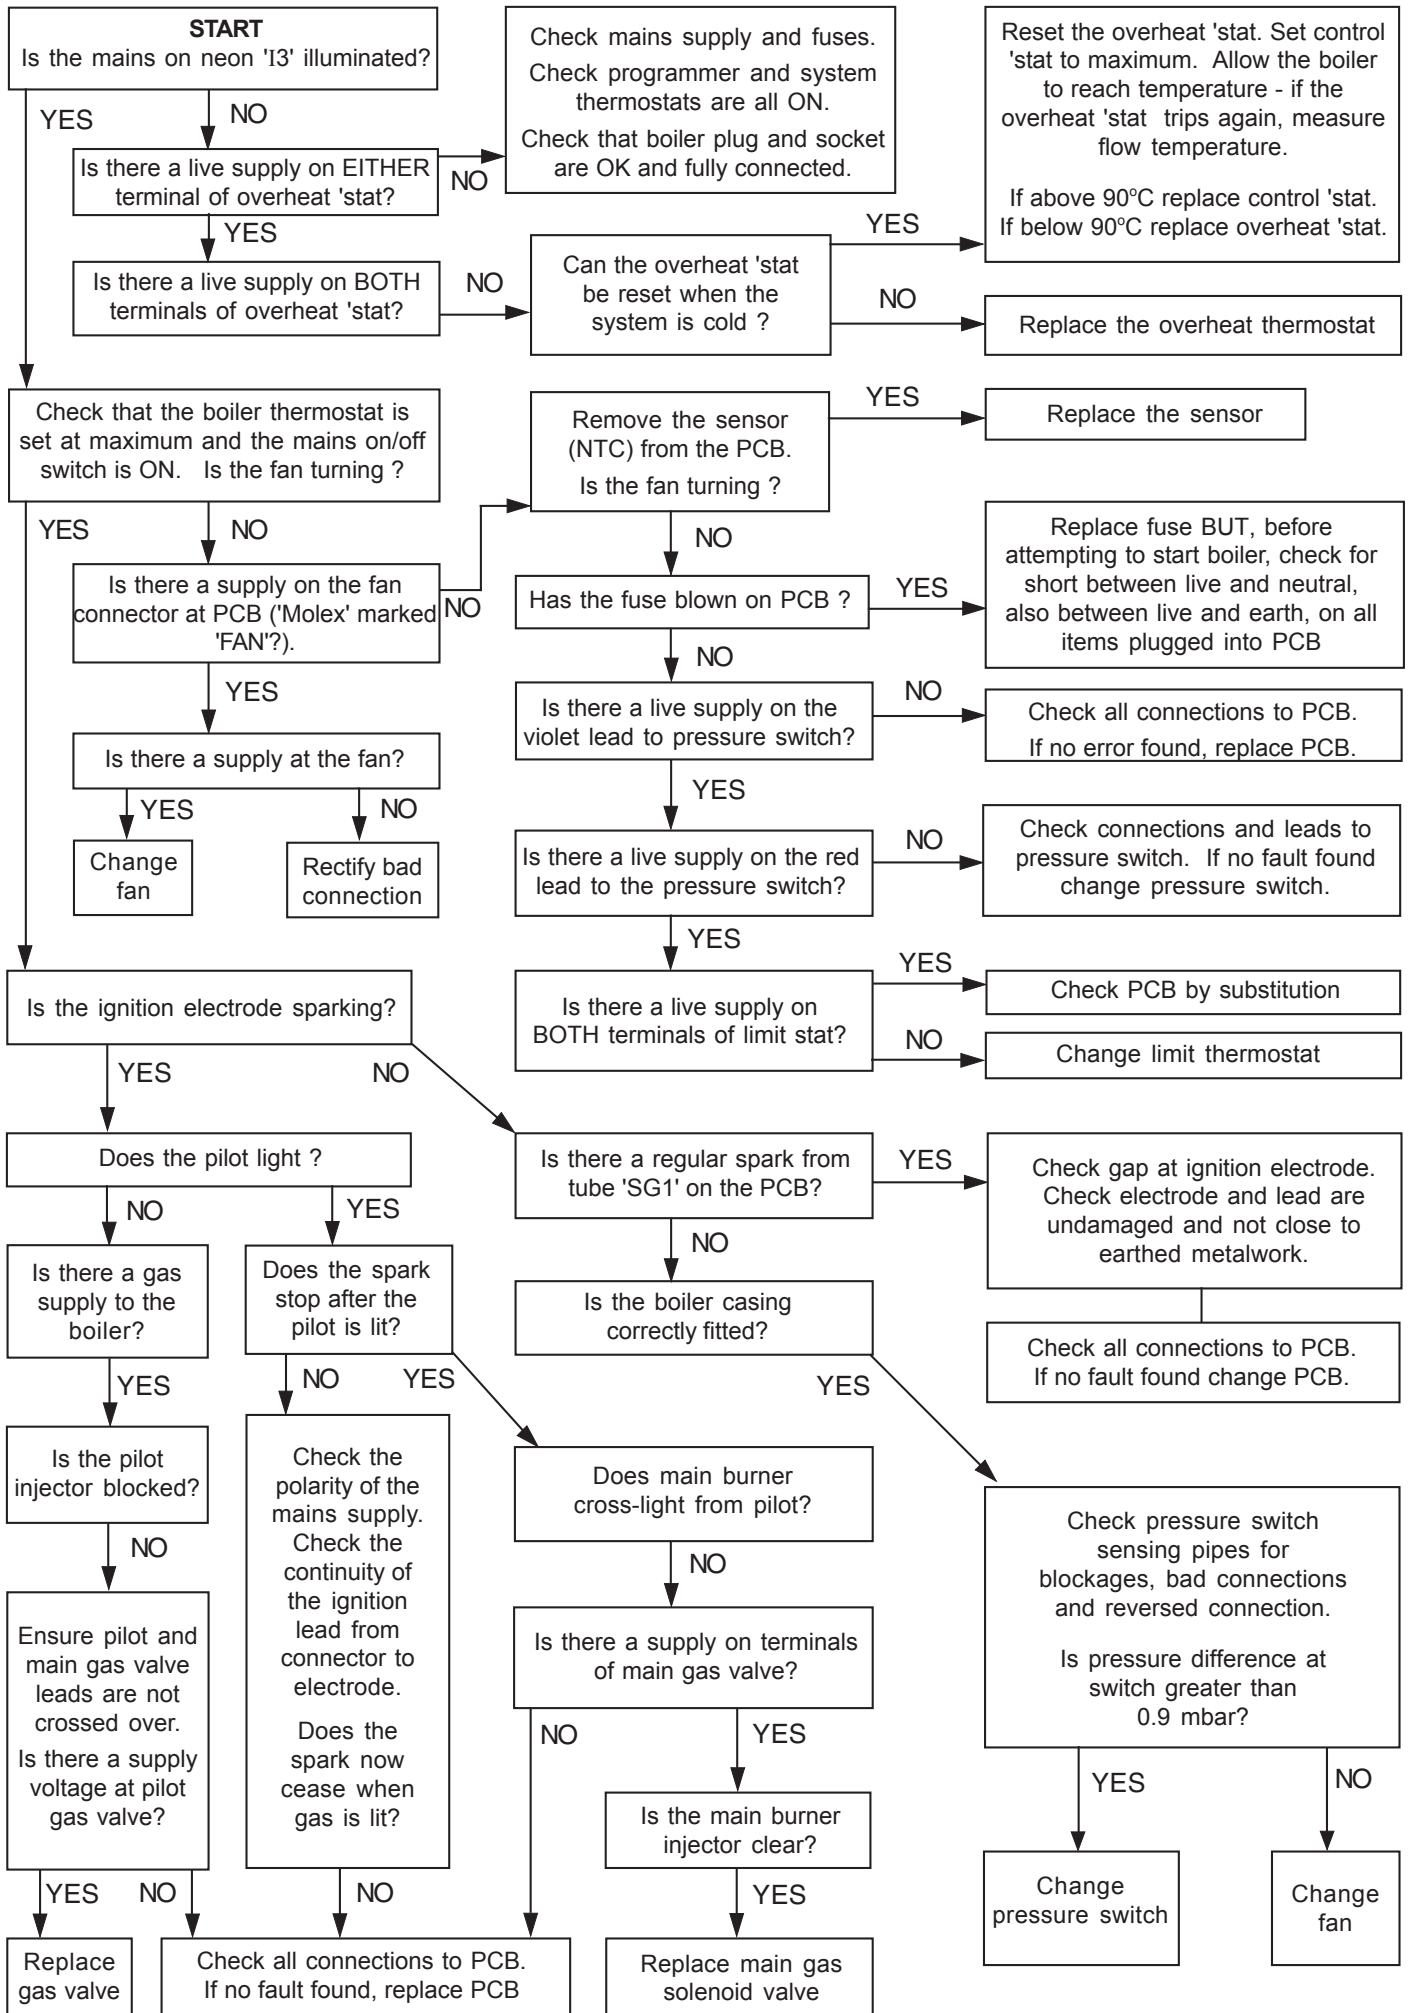 START
Is the mains on neon 'I3' illuminated?
YES
NO
Is there a live supply on EITHER
terminal of overheat 'stat?
NO
Check mains supply and fuses.
Check programmer and system
thermostats are all ON.
Check that boiler plug and socket
are OK and fully connected.
YES
Is there a live supply on BOTH
terminals of overheat 'stat?
NO
Can the overheat 'stat
be reset when the
system is cold ?
YES
Reset the overheat 'stat. Set control
'stat to maximum. Allow the boiler
to reach temperature - if the
overheat 'stat trips again, measure
flow temperature.
If above 90°C replace control 'stat.
If below 90°C replace overheat 'stat.
NO
Replace the overheat thermostat
Check that the boiler thermostat is
set at maximum and the mains on/off
switch is ON. Is the fan turning ?
YES
NO
Is there a supply on the fan
connector at PCB ('Molex' marked
'FAN'?).
NO
YES
Is there a supply at the fan?
YES
NO
Change
fan
Rectify bad
connection
Remove the sensor
(NTC) from the PCB.
Is the fan turning ?
YES
Replace the sensor
NO
Has the fuse blown on PCB ?
YES
Replace fuse BUT, before
attempting to start boiler, check for
short between live and neutral,
also between live and earth, on all
items plugged into PCB
NO
Is there a live supply on the
violet lead to pressure switch?
NO
Check all connections to PCB.
If no error found, replace PCB.
YES
Is there a live supply on the red
lead to the pressure switch?
NO
Check connections and leads to
pressure switch. If no fault found
change pressure switch.
YES
Is there a live supply on
BOTH terminals of limit stat?
YES
Check PCB by substitution
NO
Change limit thermostat
Is the ignition electrode sparking?
YES
NO
Does the pilot light ?
NO
YES
Is there a gas
supply to the
boiler?
YES
Is the pilot
injector blocked?
NO
Ensure pilot and
main gas valve
leads are not
crossed over.
Is there a supply
voltage at pilot
gas valve?
YES
NO
Replace
gas valve
Does the spark
stop after the
pilot is lit?
NO
YES
Check the
polarity of the
mains supply.
Check the
continuity of
the ignition
lead from
connector to
electrode.
Does the
spark now
cease when
gas is lit?
NO
Check all connections to PCB.
If no fault found, replace PCB
Is there a regular spark from
tube 'SG1' on the PCB?
YES
Check gap at ignition electrode.
Check electrode and lead are
undamaged and not close to
earthed metalwork.
Check all connections to PCB.
If no fault found change PCB.
NO
Is the boiler casing
correctly fitted?
YES
Does main burner
cross-light from pilot?
NO
Is there a supply on terminals
of main gas valve?
NO
YES
Is the main burner
injector clear?
YES
Replace main gas
solenoid valve
Check pressure switch
sensing pipes for
blockages, bad connections
and reversed connection.
Is pressure difference at
switch greater than
0.9 mbar?
YES
NO
Change
pressure switch
Change
fan